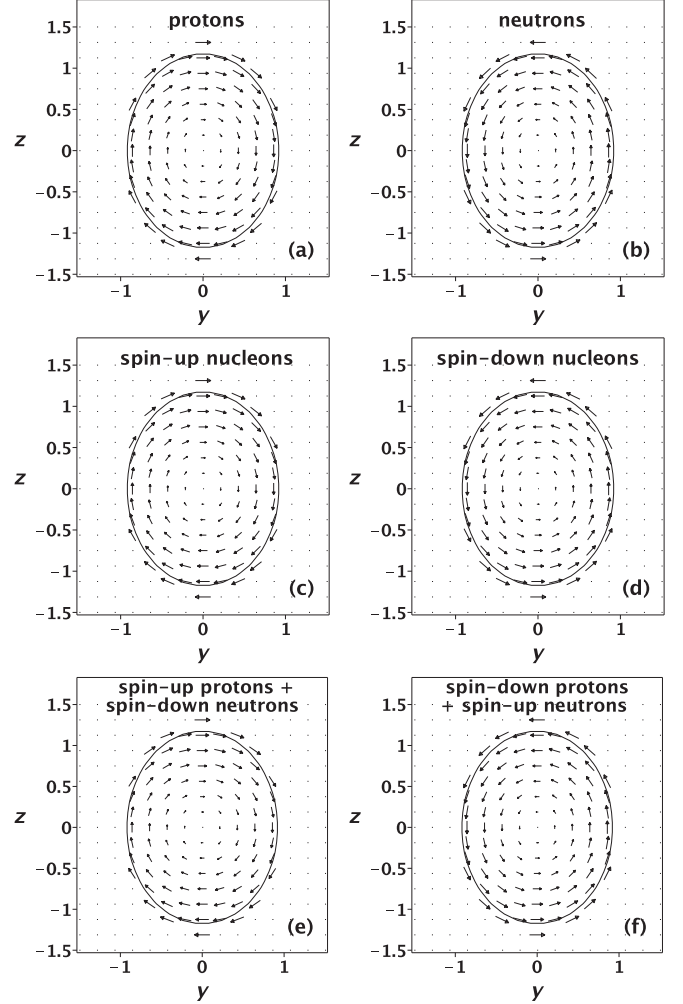 protons
neutrons
z
1.5
1
0.5
0
−0.5
−1
−1.5
(a)
−1 0 1
y
z
1.5
1
0.5
0
−0.5
−1
−1.5
(b)
−1 0 1
y
spin-up nucleons
spin-down nucleons
z
1.5
1
0.5
0
−0.5
−1
−1.5
(c)
−1 0 1
y
z
1.5
1
0.5
0
−0.5
−1
−1.5
(d)
−1 0 1
y
spin-up protons +
spin-down neutrons
spin-down protons
+ spin-up neutrons
z
1.5
1
0.5
0
−0.5
−1
−1.5
(e)
−1 0 1
y
z
1.5
1
0.5
0
−0.5
−1
−1.5
(f)
−1 0 1
y